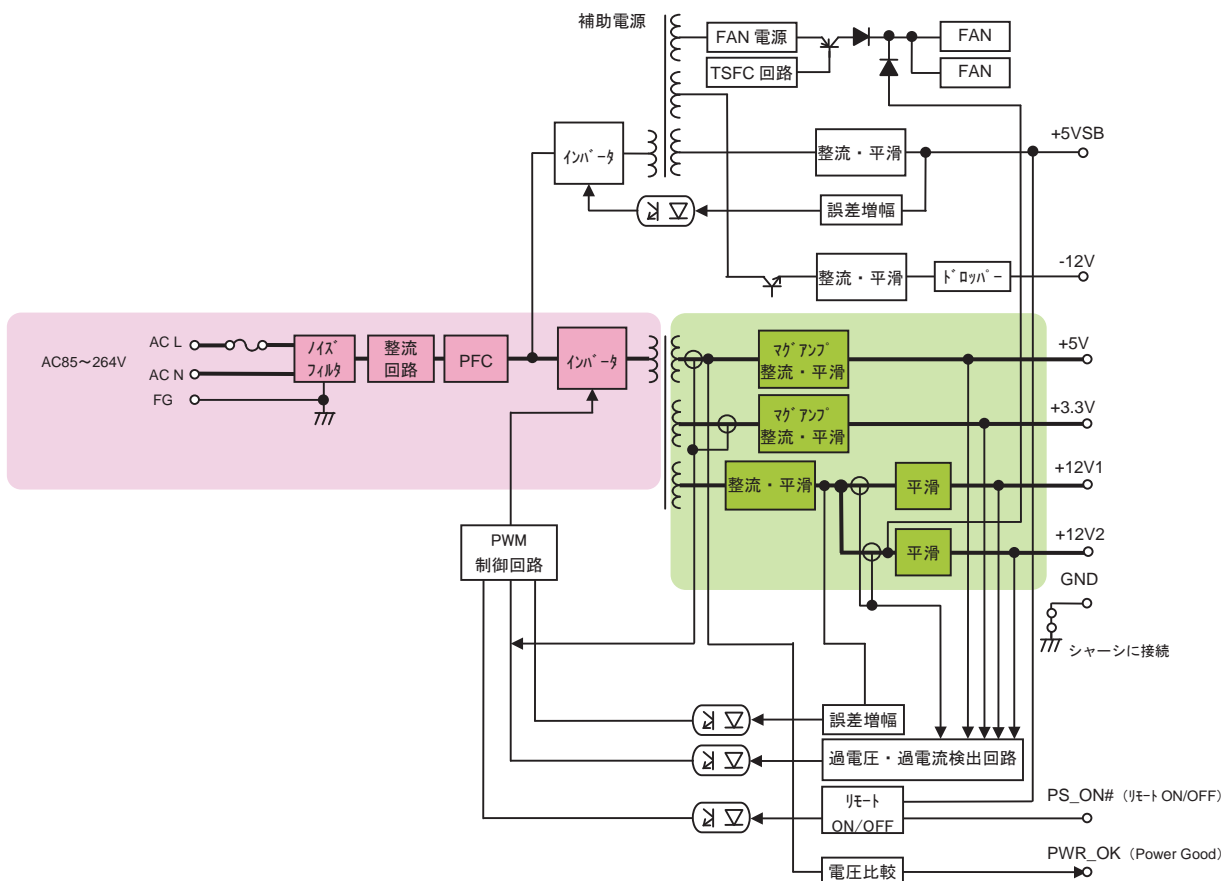 補助電源
FAN 電源
FAN
TSFC 回路
FAN
+5VSB
ｲﾝﾊﾞｰﾀ
整流・平滑
誤差増幅
-12V
整流・平滑
ﾄﾞﾛｯﾊﾟｰ
AC85～264V
AC L
AC N
FG
ﾉｲｽﾞ
ﾌｨﾙﾀ
整流
回路
PFC
ｲﾝﾊﾞｰﾀ
ﾏｸﾞｱﾝﾌﾟ
整流・平滑
+5V
ﾏｸﾞｱﾝﾌﾟ
整流・平滑
+3.3V
整流・平滑
平滑
+12V1
平滑
+12V2
PWM
制御回路
GND
シャーシに接続
誤差増幅
過電圧・過電流検出回路
ﾘﾓｰﾄ
ON/OFF
PS_ON#（ﾘﾓｰﾄ ON/OFF）
電圧比較
PWR_OK（Power Good）